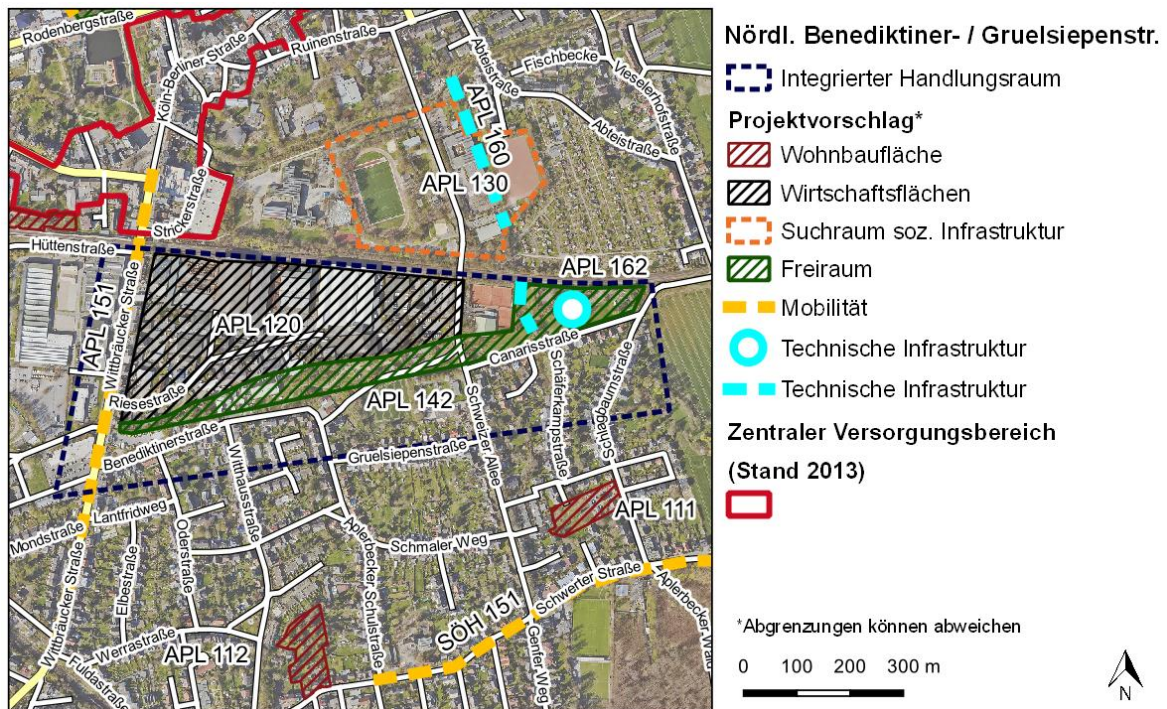 Rodenbergstraße
Köln-Berliner Straße
Ruinenstraße
Abteistraße
Fischbecke
Vieselerhofstraße
Abteistraße
APL 160
APL 130
Strickerstraße
Hüttenstraße
APL 162
APL 151
Wittbräucker Straße
APL 120
Riesestraße
Canarisstraße
APL 142
Benediktinerstraße
Schweizer Allee
Schäferkampstraße
Schlagbaumstraße
Gruelsiepenstraße
Witthausstraße
Mondstraße
Lantfridweg
Oderstraße
Elbestraße
Aplerbecker Schulstraße
Schmaler Weg
APL 111
Wittbräucker Straße
Werrastraße
Fuldastraße
APL 112
SÖH 151
Schwerter Straße
Genfer Weg
Aplerbecker Wald
Nördl. Benediktiner- / Gruelsiepenstr.
Integrierter Handlungsraum
Projektvorschlag*
Wohnbaufläche
Wirtschaftsflächen
Suchraum soz. Infrastruktur
Freiraum
Mobilität
Technische Infrastruktur
Technische Infrastruktur
Zentraler Versorgungsbereich
(Stand 2013)
*Abgrenzungen können abweichen
0 100 200 300 m
N